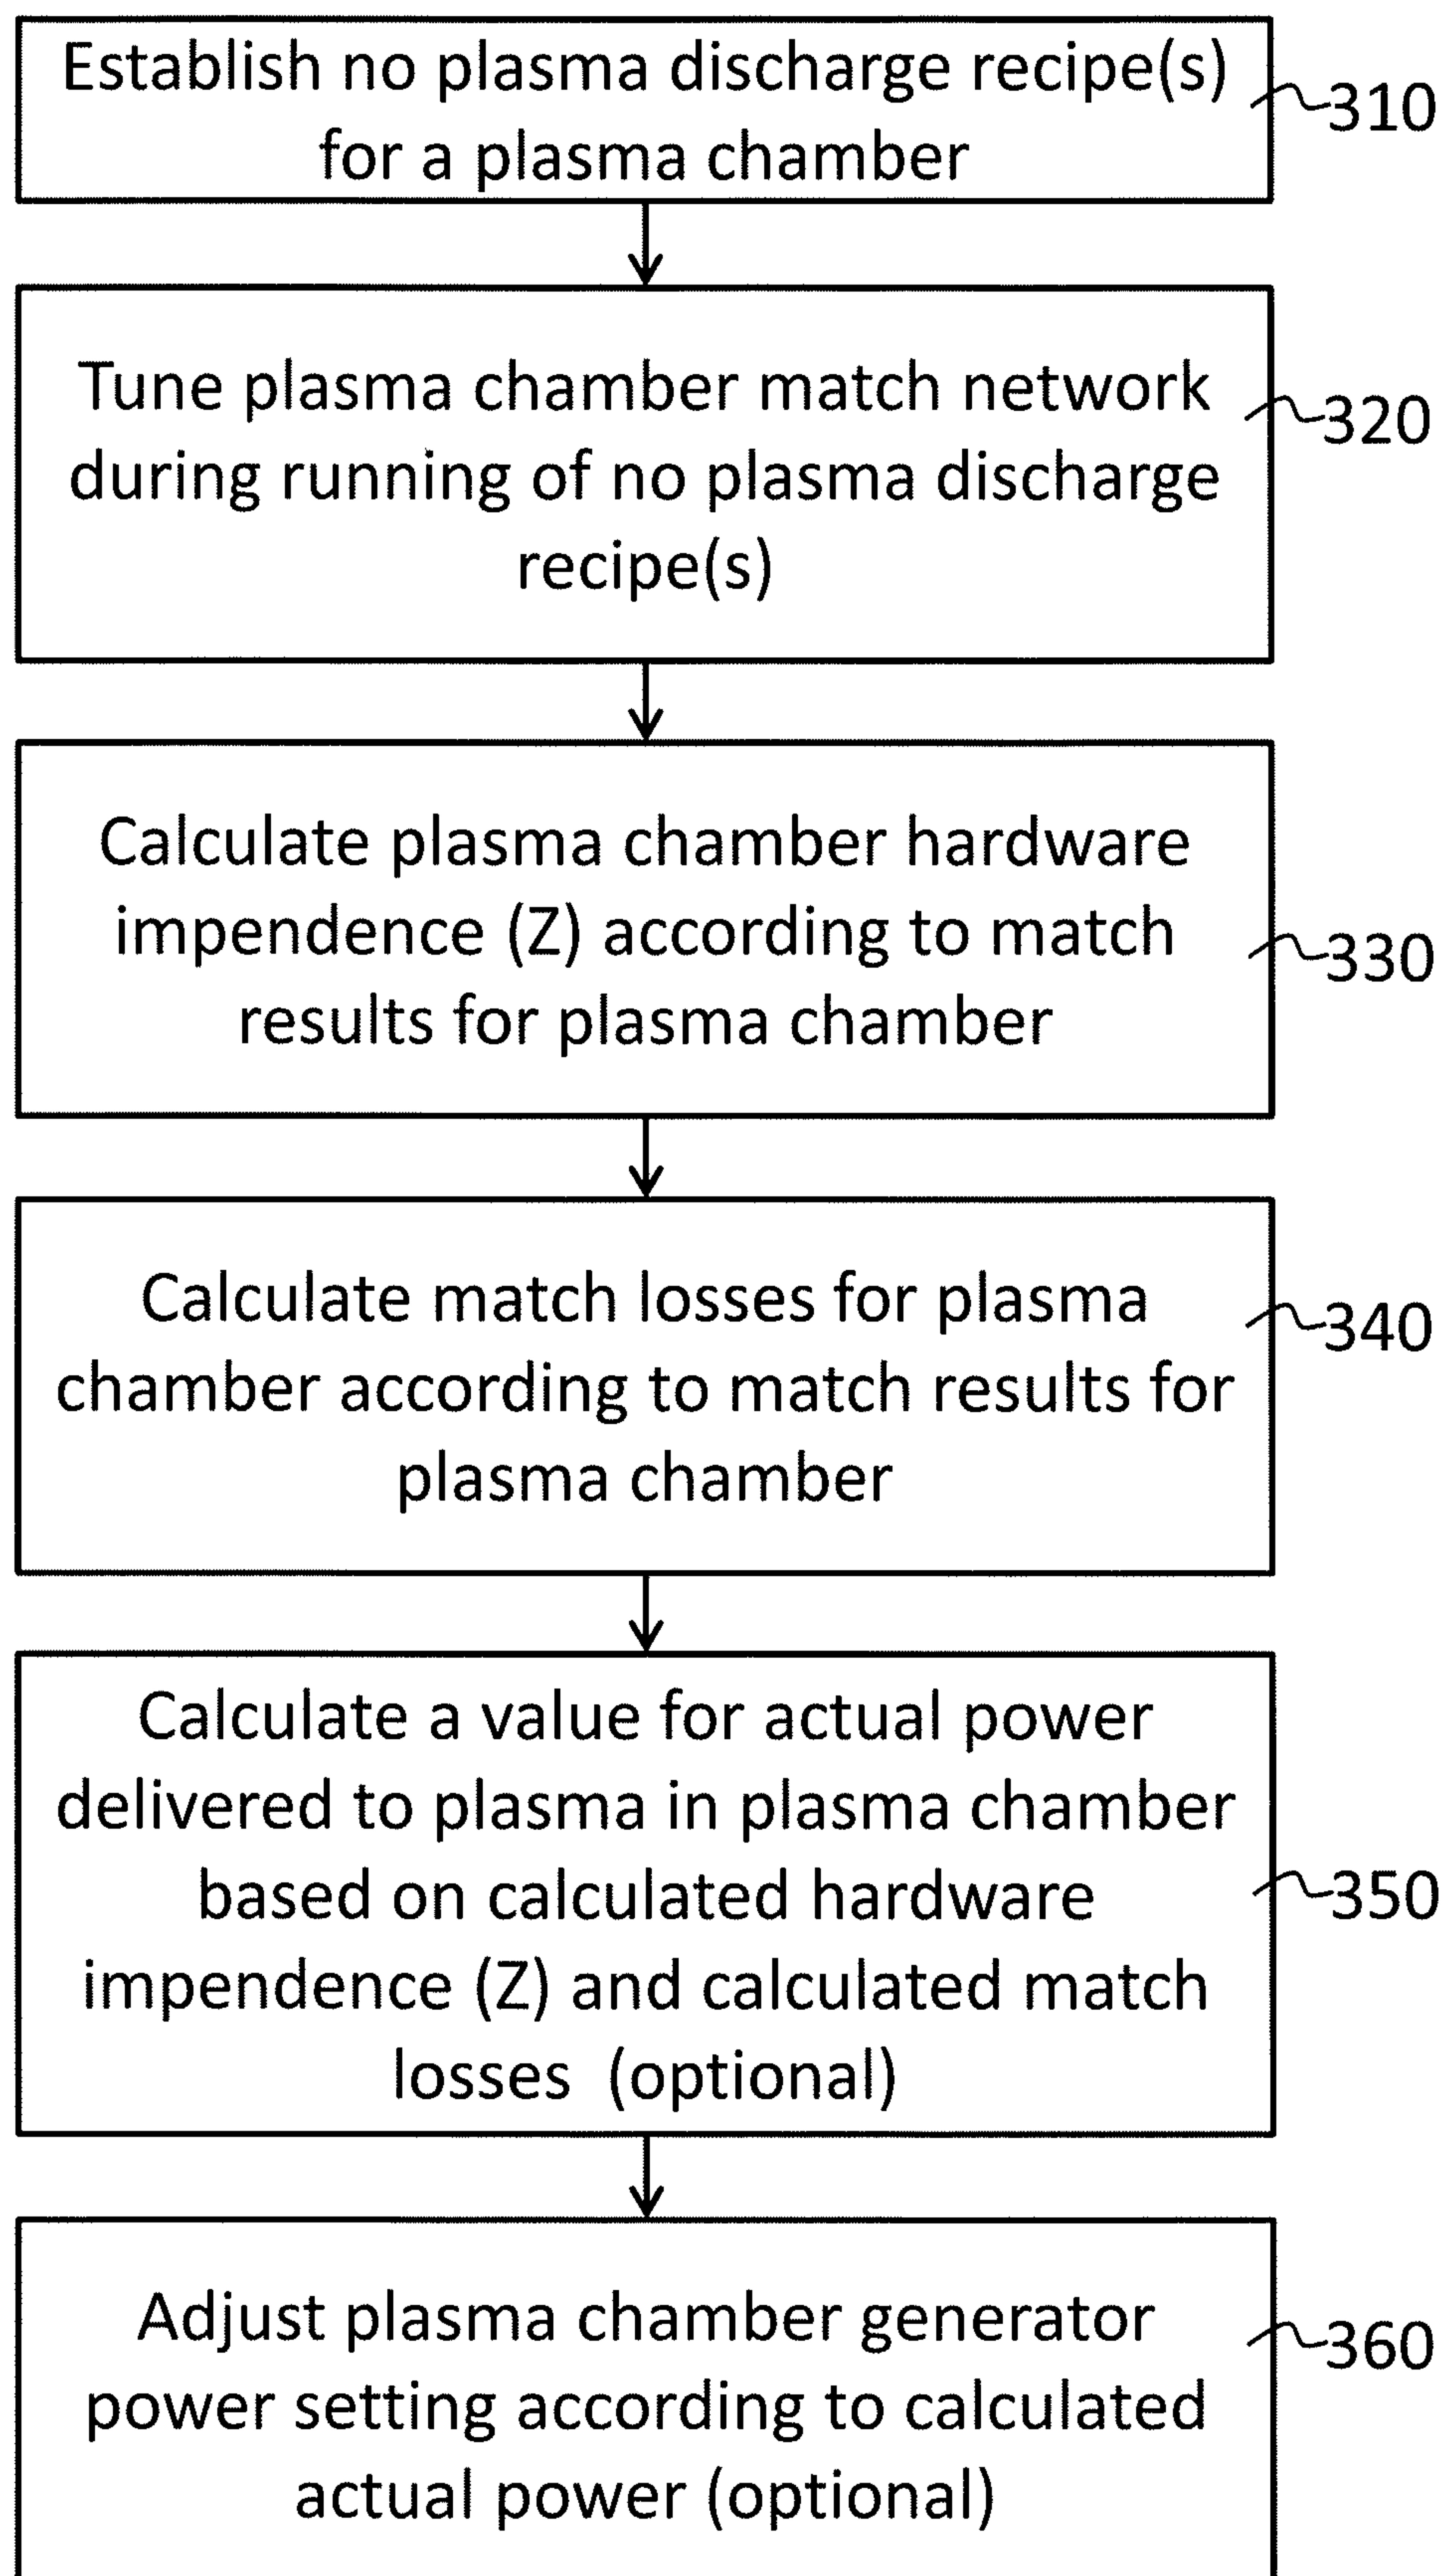 Establish no plasma discharge recipe(s)
for a plasma chamber
310
Tune plasma chamber match network
during running of no plasma discharge
recipe(s)
320
Calculate plasma chamber hardware
impendence (Z) according to match
results for plasma chamber
330
Calculate match losses for plasma
chamber according to match results for
plasma chamber
340
Calculate a value for actual power
delivered to plasma in plasma chamber
based on calculated hardware
impendence (Z) and calculated match
losses (optional)
350
Adjust plasma chamber generator
power setting according to calculated
actual power (optional)
360